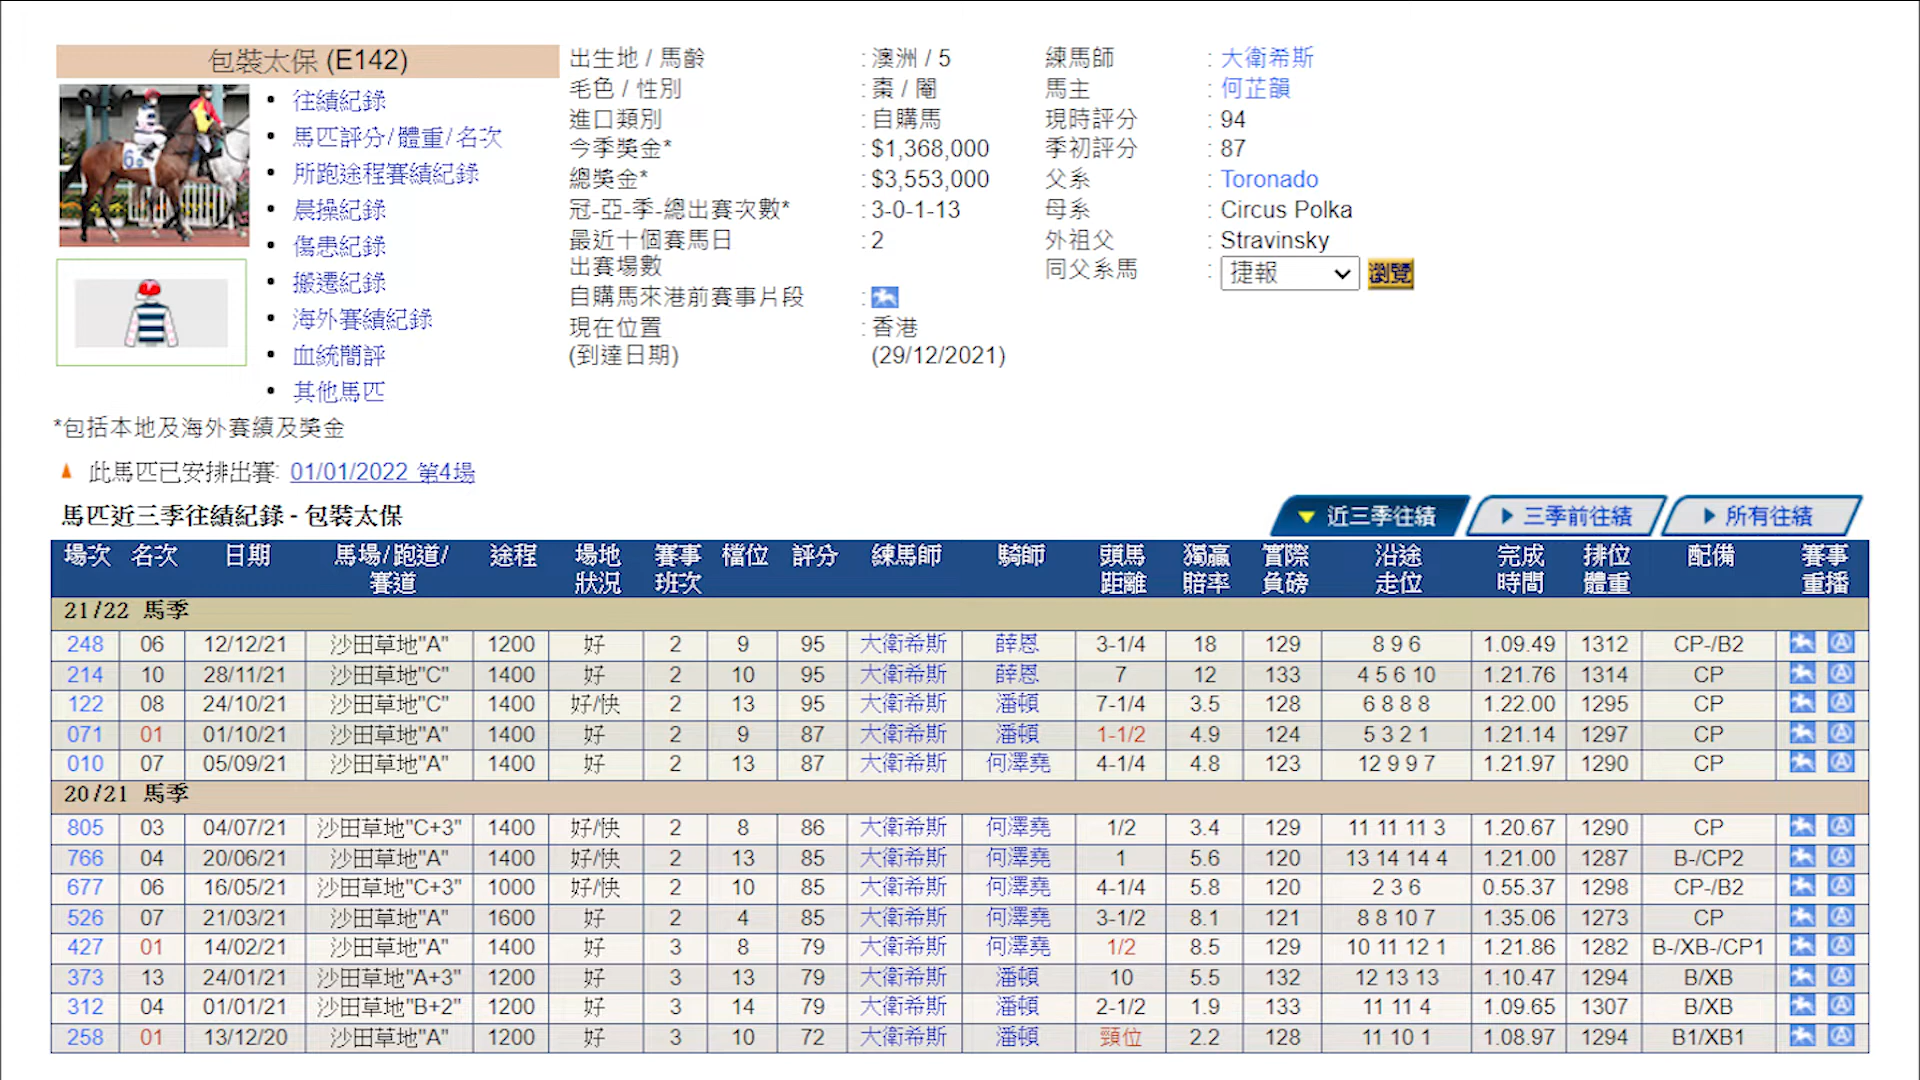 包裝太保 (E142)
往績紀錄
馬匹評分/體重/名次
所跑途程賽績紀錄
晨操紀錄
傷患紀錄
搬遷紀錄
海外賽績紀錄
血統簡評
其他馬匹
出生地 / 馬齡 : 澳洲 / 5
毛色 / 性別 : 棗 / 閹
進口類別 : 自購馬
今季獎金* : $1,368,000
總獎金* : $3,553,000
冠-亞-季-總出賽次數* : 3-0-1-13
最近十個賽馬日 : 2
出賽場數
自購馬來港前賽事片段 :
現在位置 : 香港
(到達日期) (29/12/2021)
練馬師 : 大衛希斯
馬主 : 何芷韻
現時評分 : 94
季初評分 : 87
父系 : Toronado
母系 : Circus Polka
外祖父 : Stravinsky
同父系馬 : 捷報 瀏覽
*包括本地及海外賽績及獎金
此馬匹已安排出賽: 01/01/2022 第4場
馬匹近三季往績紀錄 - 包裝太保
近三季往績 三季前往績 所有往績
場次 名次 日期 馬場/跑道/ 途程 場地 賽事 檔位 評分 練馬師 騎師 頭馬 獨贏 實際 沿途 完成 排位 配備 賽事
賽道 狀況 班次 距離 賠率 負磅 走位 時間 體重 重播
21/22 馬季
248 06 12/12/21 沙田草地"A" 1200 好 2 9 95 大衛希斯 薛恩 3-1/4 18 129 8 9 6 1.09.49 1312 CP-/B2
214 10 28/11/21 沙田草地"C" 1400 好 2 10 95 大衛希斯 薛恩 7 12 133 4 5 6 10 1.21.76 1314 CP
122 08 24/10/21 沙田草地"C" 1400 好/快 2 13 95 大衛希斯 潘頓 7-1/4 3.5 128 6 8 8 8 1.22.00 1295 CP
071 01 01/10/21 沙田草地"A" 1400 好 2 9 87 大衛希斯 潘頓 1-1/2 4.9 124 5 3 2 1 1.21.14 1297 CP
010 07 05/09/21 沙田草地"A" 1400 好 2 13 87 大衛希斯 何澤堯 4-1/4 4.8 123 12 9 9 7 1.21.97 1290 CP
20/21 馬季
805 03 04/07/21 沙田草地"C+3" 1400 好/快 2 8 86 大衛希斯 何澤堯 1/2 3.4 129 11 11 11 3 1.20.67 1290 CP
766 04 20/06/21 沙田草地"A" 1400 好/快 2 13 85 大衛希斯 何澤堯 1 5.6 120 13 14 14 4 1.21.00 1287 B-/CP2
677 06 16/05/21 沙田草地"C+3" 1000 好/快 2 10 85 大衛希斯 何澤堯 4-1/4 5.8 120 2 3 6 0.55.37 1298 CP-/B2
526 07 21/03/21 沙田草地"A" 1600 好 2 4 85 大衛希斯 何澤堯 3-1/2 8.1 121 8 8 10 7 1.35.06 1273 CP
427 01 14/02/21 沙田草地"A" 1400 好 3 8 79 大衛希斯 何澤堯 1/2 8.5 129 10 11 12 1 1.21.86 1282 B-/XB-/CP1
373 13 24/01/21 沙田草地"A+3" 1200 好 3 13 79 大衛希斯 潘頓 10 5.5 132 12 13 13 1.10.47 1294 B/XB
312 04 01/01/21 沙田草地"B+2" 1200 好 3 14 79 大衛希斯 潘頓 2-1/2 1.9 133 11 11 4 1.09.65 1307 B/XB
258 01 13/12/20 沙田草地"A" 1200 好 3 10 72 大衛希斯 潘頓 頸位 2.2 128 11 10 1 1.08.97 1294 B1/XB1